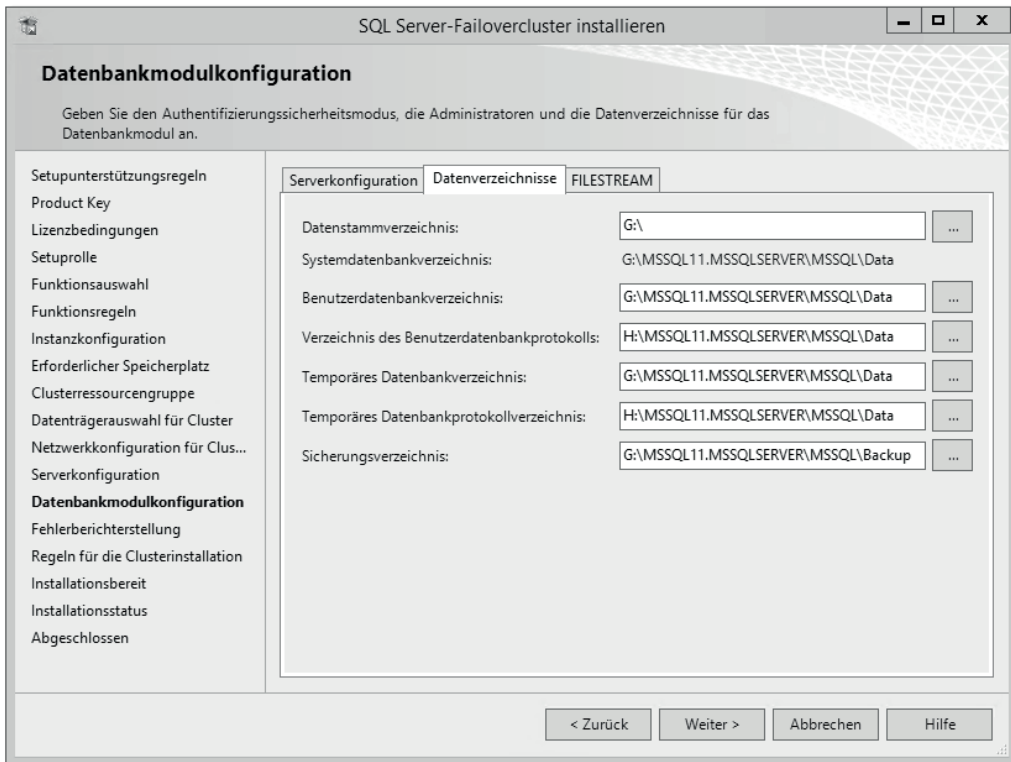 SQL Server-Failovercluster installieren
Datenbankmodulkonfiguration
Geben Sie den Authentifizierungssicherheitsmodus, die Administratoren und die Datenverzeichnisse für das
Datenbankmodul an.
Setupunterstützungsregeln
Product Key
Lizenzbedingungen
Setuprolle
Funktionsauswahl
Funktionsregeln
Instanzkonfiguration
Erforderlicher Speicherplatz
Clusterressourcengruppe
Datenträgerauswahl für Cluster
Netzwerkkonfiguration für Clus...
Serverkonfiguration
Datenbankmodulkonfiguration
Fehlerberichterstellung
Regeln für die Clusterinstallation
Installationsbereit
Installationsstatus
Abgeschlossen
Serverkonfiguration Datenverzeichnisse FILESTREAM
Datenstammverzeichnis: G:\ ...
Systemdatenbankverzeichnis: G:\MSSQL11.MSSQLSERVER\MSSQL\Data
Benutzerdatenbankverzeichnis: G:\MSSQL11.MSSQLSERVER\MSSQL\Data ...
Verzeichnis des Benutzerdatenbankprotokolls: H:\MSSQL11.MSSQLSERVER\MSSQL\Data ...
Temporäres Datenbankverzeichnis: G:\MSSQL11.MSSQLSERVER\MSSQL\Data ...
Temporäres Datenbankprotokollverzeichnis: H:\MSSQL11.MSSQLSERVER\MSSQL\Data ...
Sicherungsverzeichnis: G:\MSSQL11.MSSQLSERVER\MSSQL\Backup ...
< Zurück Weiter > Abbrechen Hilfe